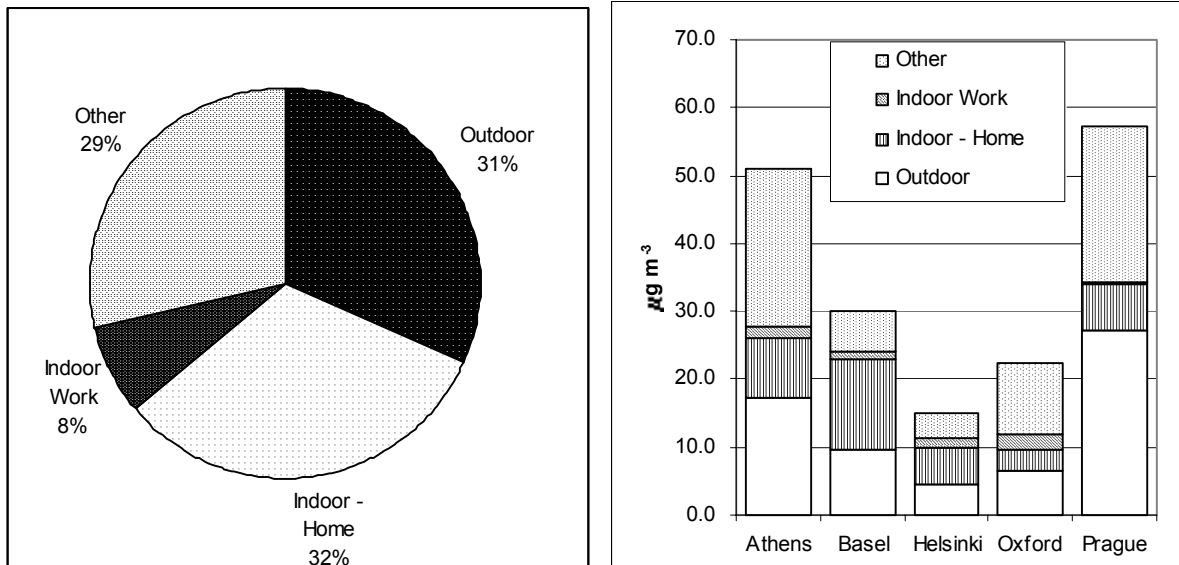 Other
29%
Outdoor
31%
Indoor
Work
8%
Indoor -
Home
32%
70.0
60.0
50.0
40.0
30.0
20.0
10.0
0.0
µg m-3
Other
Indoor Work
Indoor - Home
Outdoor
Athens Basel Helsinki Oxford Prague